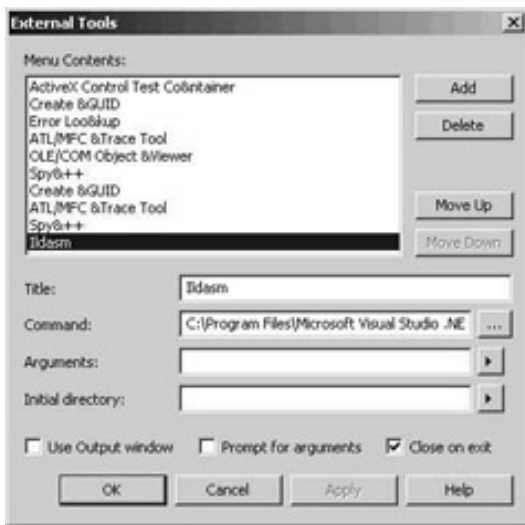 External Tools
Menu Contents:
ActiveX Control Test Co&ntainer
Create &GUID
Error Loo&kup
ATL/MFC &Trace Tool
OLE/COM Object &Viewer
Spy&++
Create &GUID
ATL/MFC &Trace Tool
Spy&++
Ildasm
Add
Delete
Move Up
Move Down
Title:
Ildasm
Command:
C:\Program Files\Microsoft Visual Studio .NE
...
Arguments:
Initial directory:
Use Output window
Prompt for arguments
Close on exit
OK
Cancel
Apply
Help